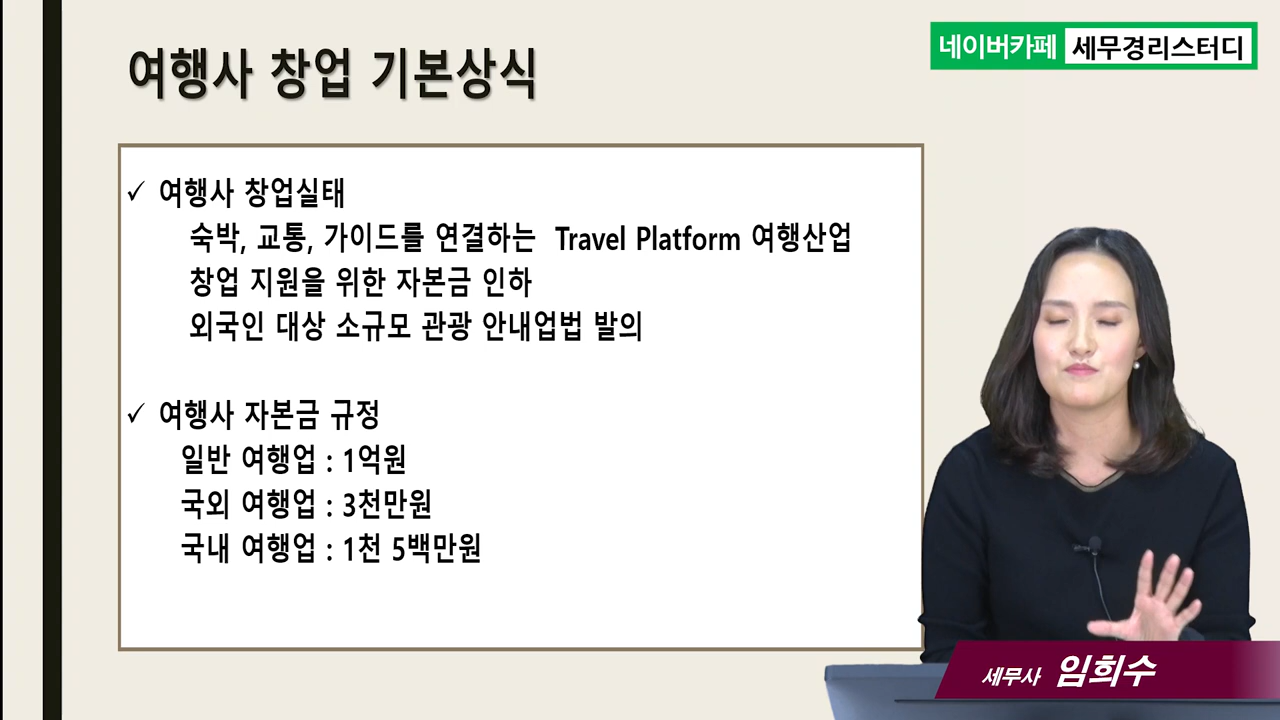 여행사 창업 기본상식
네이버카페 세무경리스터디
✓ 여행사 창업실태
숙박, 교통, 가이드를 연결하는 Travel Platform 여행산업
창업 지원을 위한 자본금 인하
외국인 대상 소규모 관광 안내업법 발의
✓ 여행사 자본금 규정
일반 여행업 : 1억원
국외 여행업 : 3천만원
국내 여행업 : 1천 5백만원
세무사 임희수